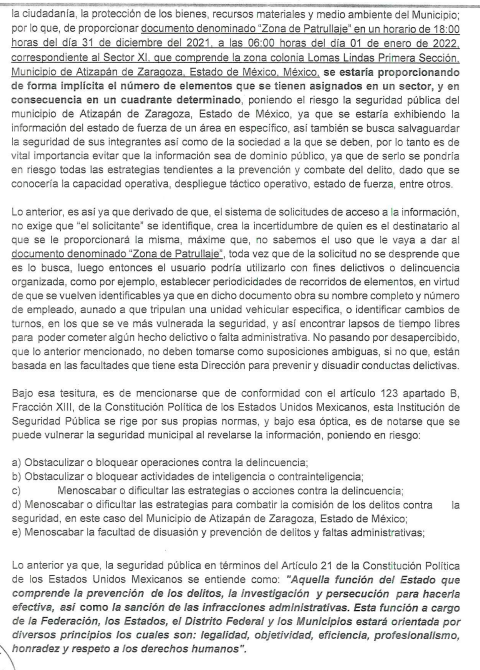 la ciudadanía, la protección de los bienes, recursos materiales y medio ambiente del Municipio;
por lo que, de proporcionar documento denominado "Zona de Patrullaje" en un horario de 18:00
horas del día 31 de diciembre del 2021, a las 06:00 horas del día 01 de enero de 2022,
correspondiente al Sector XI, que comprende la zona colonia Lomas Lindas Primera Sección,
Municipio de Atizapán de Zaragoza, Estado de México, México, se estaría proporcionando
de forma implícita el número de elementos que se tienen asignados en un sector, y en
consecuencia en un cuadrante determinado, poniendo el riesgo la seguridad pública del
municipio de Atizapán de Zaragoza, Estado de México, ya que se estaría exhibiendo la
información del estado de fuerza de un área en específico, así también se busca salvaguardar
la seguridad de sus integrantes así como de la sociedad a la que se deben, por lo tanto es de
vital importancia evitar que la información sea de dominio público, ya que de serlo se pondría
en riesgo todas las estrategias tendientes a la prevención y combate del delito, dado que se
conocería la capacidad operativa, despliegue táctico operativo, estado de fuerza, entre otros.
Lo anterior, es así ya que derivado de que, el sistema de solicitudes de acceso a la información,
no exige que "el solicitante" se identifique, crea la incertidumbre de quien es el destinatario al
que se le proporcionará la misma, máxime que, no sabemos el uso que le vaya a dar al
documento denominado "Zona de Patrullaje", toda vez que de la solicitud no se desprende que
es lo busca, luego entonces el usuario podría utilizarlo con fines delictivos o delincuencia
organizada, como por ejemplo, establecer periodicidades de recorridos de elementos, en virtud
de que se vuelven identificables ya que en dicho documento obra su nombre completo y número
de empleado, aunado a que tripulan una unidad vehicular especifica, o identificar cambios de
turnos, en los que se ve más vulnerada la seguridad, y así encontrar lapsos de tiempo libres
para poder cometer algún hecho delictivo o falta administrativa. No pasando por desapercibido,
que lo anterior mencionado, no deben tomarse como suposiciones ambiguas, si no que, están
basada en las facultades que tiene esta Dirección para prevenir y disuadir conductas delictivas.
Bajo esa tesitura, es de mencionarse que de conformidad con el artículo 123 apartado B,
Fracción XIII, de la Constitución Política de los Estados Unidos Mexicanos, esta Institución de
Seguridad Pública se rige por sus propias normas, y bajo esa óptica, es de notarse que se
puede vulnerar la seguridad municipal al revelarse la información, poniendo en riesgo:
a) Obstaculizar o bloquear operaciones contra la delincuencia;
b) Obstaculizar o bloquear actividades de inteligencia o contrainteligencia;
c) Menoscabar o dificultar las estrategias o acciones contra la delincuencia;
d) Menoscabar o dificultar las estrategias para combatir la comisión de los delitos contra la
seguridad, en este caso del Municipio de Atizapán de Zaragoza, Estado de México;
e) Menoscabar la facultad de disuasión y prevención de delitos y faltas administrativas;
Lo anterior ya que, la seguridad pública en términos del Artículo 21 de la Constitución Política
de los Estados Unidos Mexicanos se entiende como: "Aquella función del Estado que
comprende la prevención de los delitos, la investigación y persecución para hacerla
efectiva, así como la sanción de las infracciones administrativas. Esta función a cargo
de la Federación, los Estados, el Distrito Federal y los Municipios estará orientada por
diversos principios los cuales son: legalidad, objetividad, eficiencia, profesionalismo,
honradez y respeto a los derechos humanos".